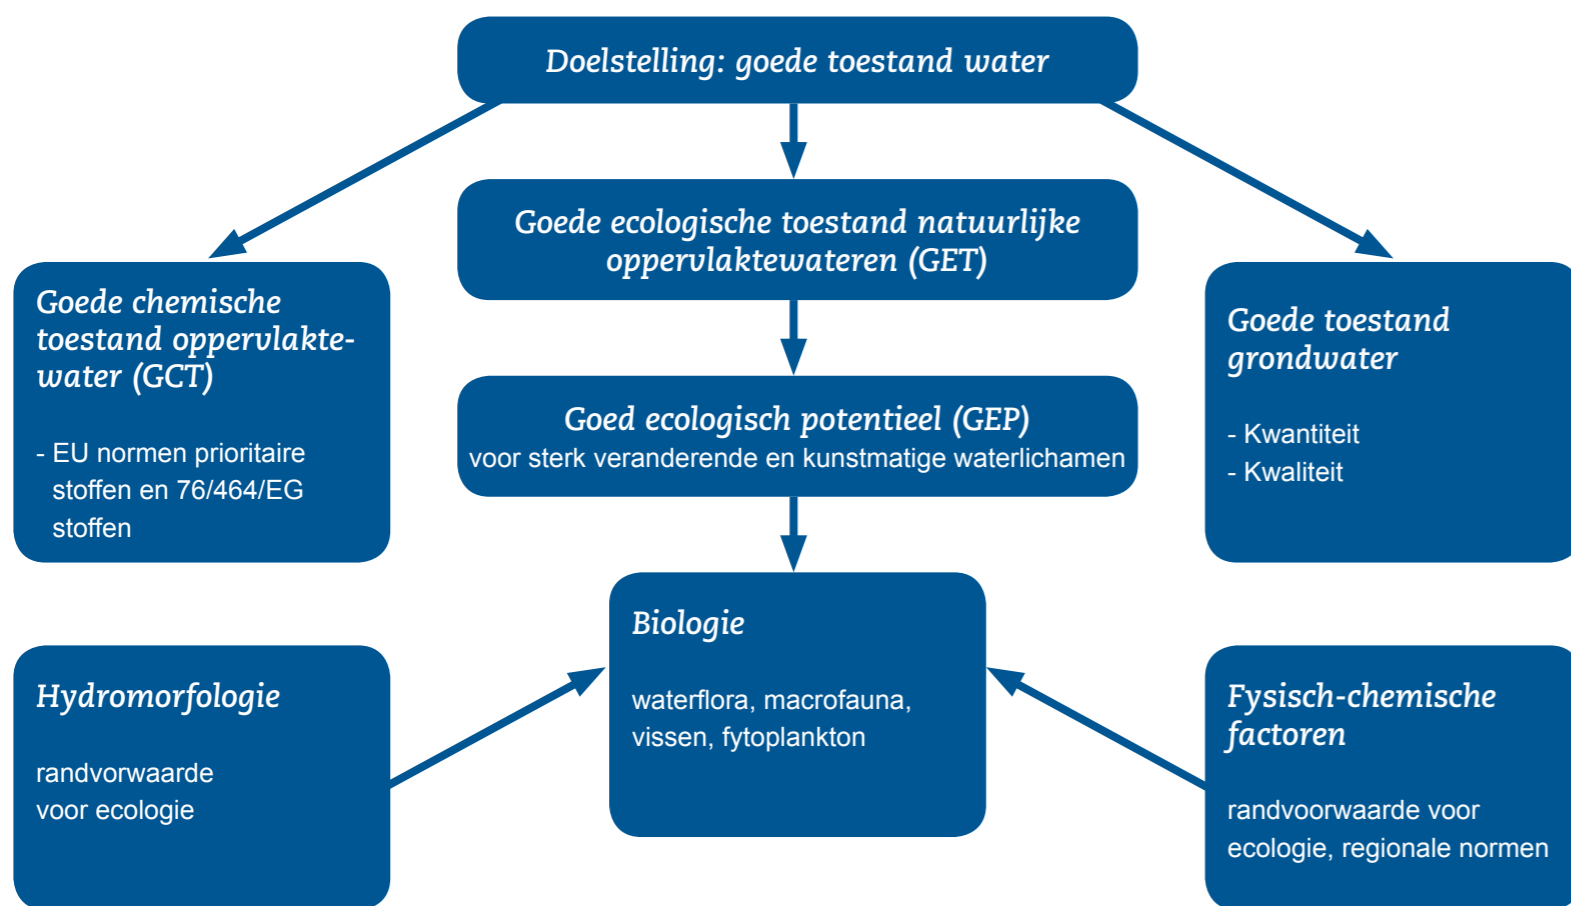 Doelstelling: goede toestand water
Goede ecologische toestand natuurlijke
oppervlaktewateren (GET)
Goede chemische
toestand oppervlakte-
water (GCT)
- EU normen prioritaire
stoffen en 76/464/EG
stoffen
Goed ecologisch potentieel (GEP)
voor sterk veranderende en kunstmatige waterlichamen
Goede toestand
grondwater
- Kwantiteit
- Kwaliteit
Hydromorfologie
randvorwaarde
voor ecologie
Biologie
waterflora, macrofauna,
vissen, fytoplankton
Fysisch-chemische
factoren
randvoorwaarde voor
ecologie, regionale normen